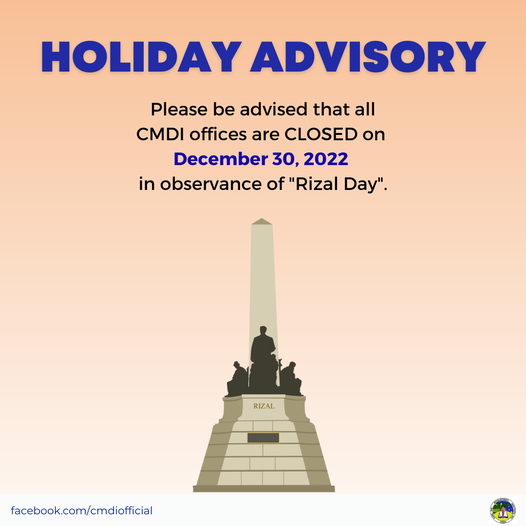 HOLIDAY ADVISORY
Please be advised that all
CMDI offices are CLOSED on
December 30, 2022
in observance of "Rizal Day".
RIZAL
facebook.com/cmdiofficial